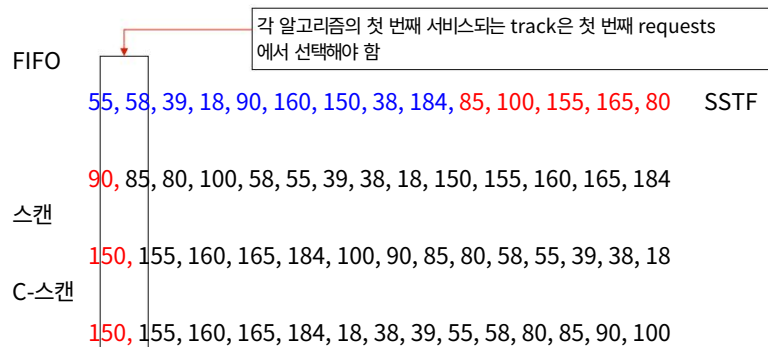 각 알고리즘의 첫 번째 서비스되는 track은 첫 번째 requests
에서 선택해야 함
FIFO
55, 58, 39, 18, 90, 160, 150, 38, 184, 85, 100, 155, 165, 80 SSTF
90, 85, 80, 100, 58, 55, 39, 38, 18, 150, 155, 160, 165, 184
스캔
150, 155, 160, 165, 184, 100, 90, 85, 80, 58, 55, 39, 38, 18
C-스캔
150, 155, 160, 165, 184, 18, 38, 39, 55, 58, 80, 85, 90, 100